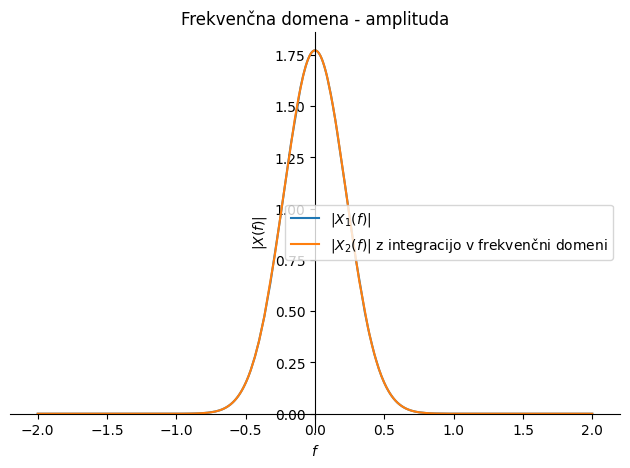 Frekvenčna domena - amplituda
1.75
1.50
1.25
1.00
|X₁(f)|
|X(f)|
|X₂(f)| z integracijo v frekvenčni domeni
0.75
0.50
0.25
0.00
−2.0 −1.5 −1.0 −0.5 0.0 0.5 1.0 1.5 2.0
f